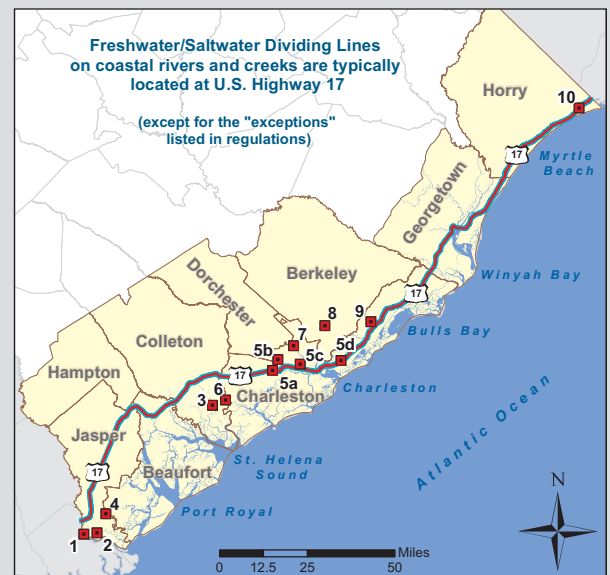 Freshwater/Saltwater Dividing Lines
on coastal rivers and creeks are typically
located at U.S. Highway 17
(except for the "exceptions"
listed in regulations)
Horry
10
17
Myrtle
Beach
Georgetown
Winyah Bay
17
Berkeley
Dorchester
Bulls Bay
8
9
7
Colleton
5b
5c
5d
17
5a
Hampton
Charleston
Charleston
3
6
Atlantic Ocean
Jasper
St. Helena
Sound
17
Beaufort
4
Port Royal
1
2
N
Miles
0 12.5 25 50